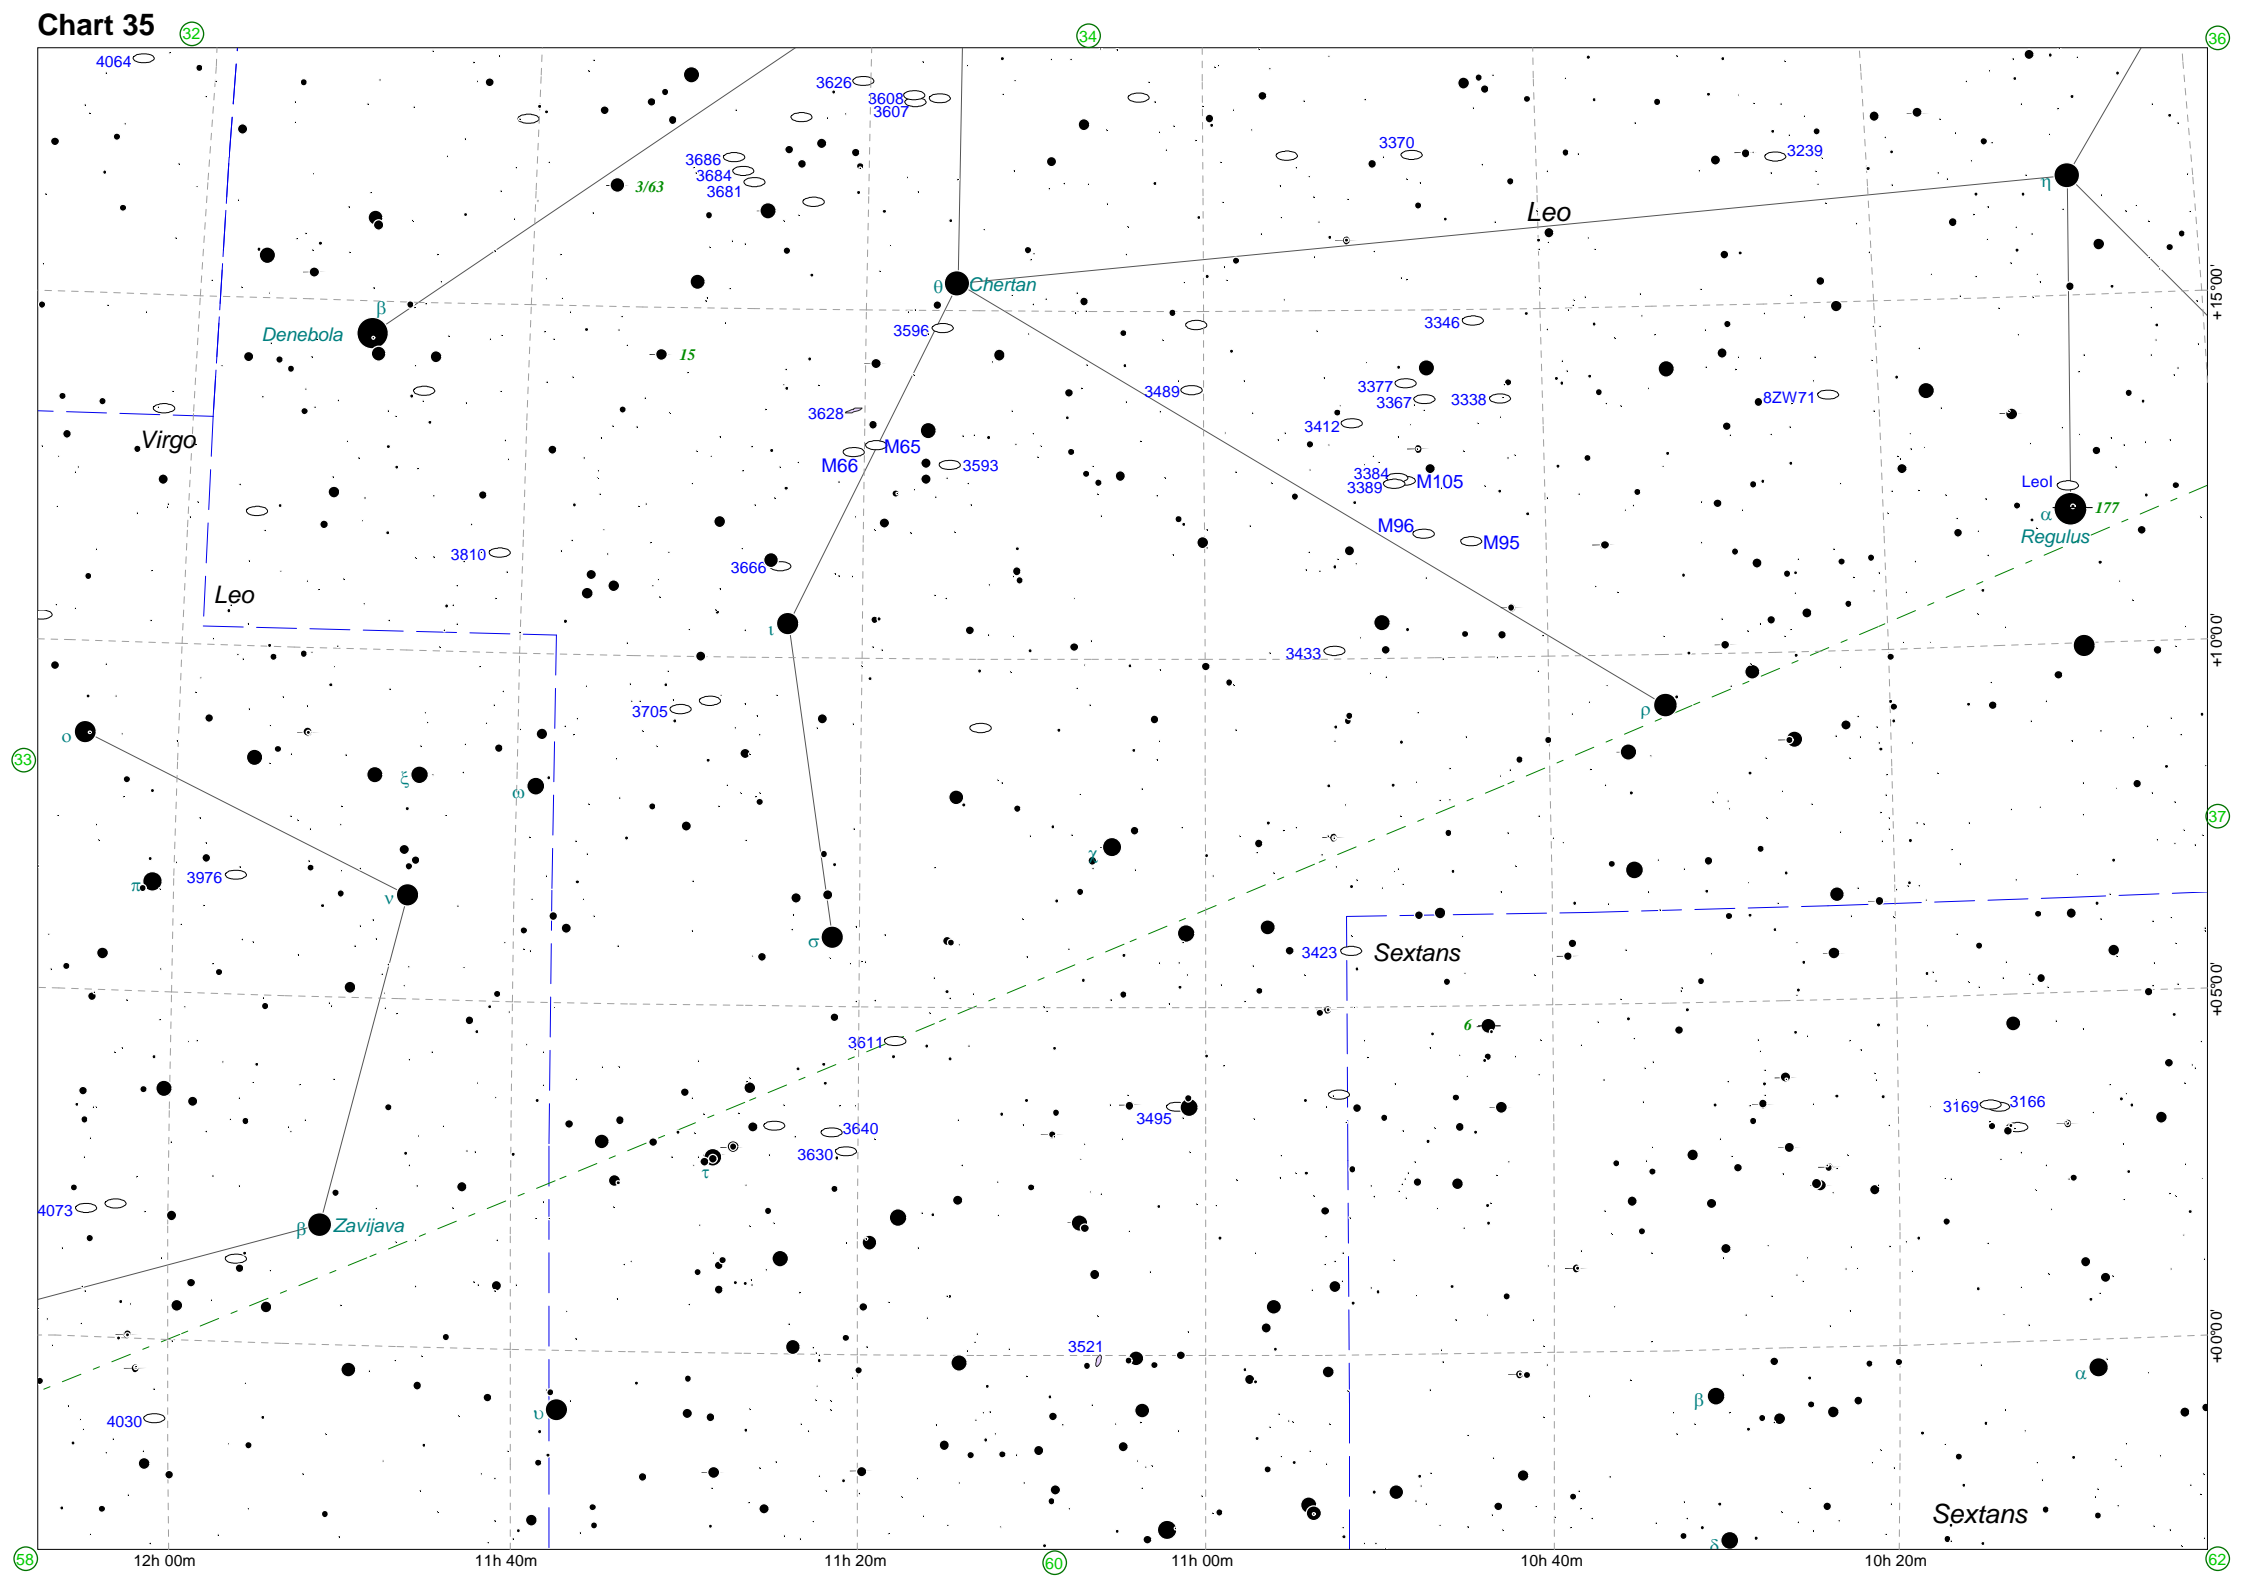 Chart 35
32
34
36
4064
3626
3608
3607
3686
3684
3681
3/63
3370
3239
η
Leo
θ Chertan
β
Denebola
15
3596
3346
+15°00'
3628
3489
3377
3367
3338
3412
8ZW71
Virgo
M65
M66
3593
3384
3389
M105
LeoI
α
177
Regulus
M96
M95
3810
3666
Leo
ι
3433
+10°00'
3705
ρ
ο
33
ξ
ω
37
χ
π
3976
ν
σ
3423
Sextans
+05°00'
6
3611
3495
3169
3166
3640
3630
τ
4073
β Zavijava
3521
+00°00'
α
β
4030
υ
Sextans
δ
58
12h 00m
11h 40m
11h 20m
60
11h 00m
10h 40m
10h 20m
62